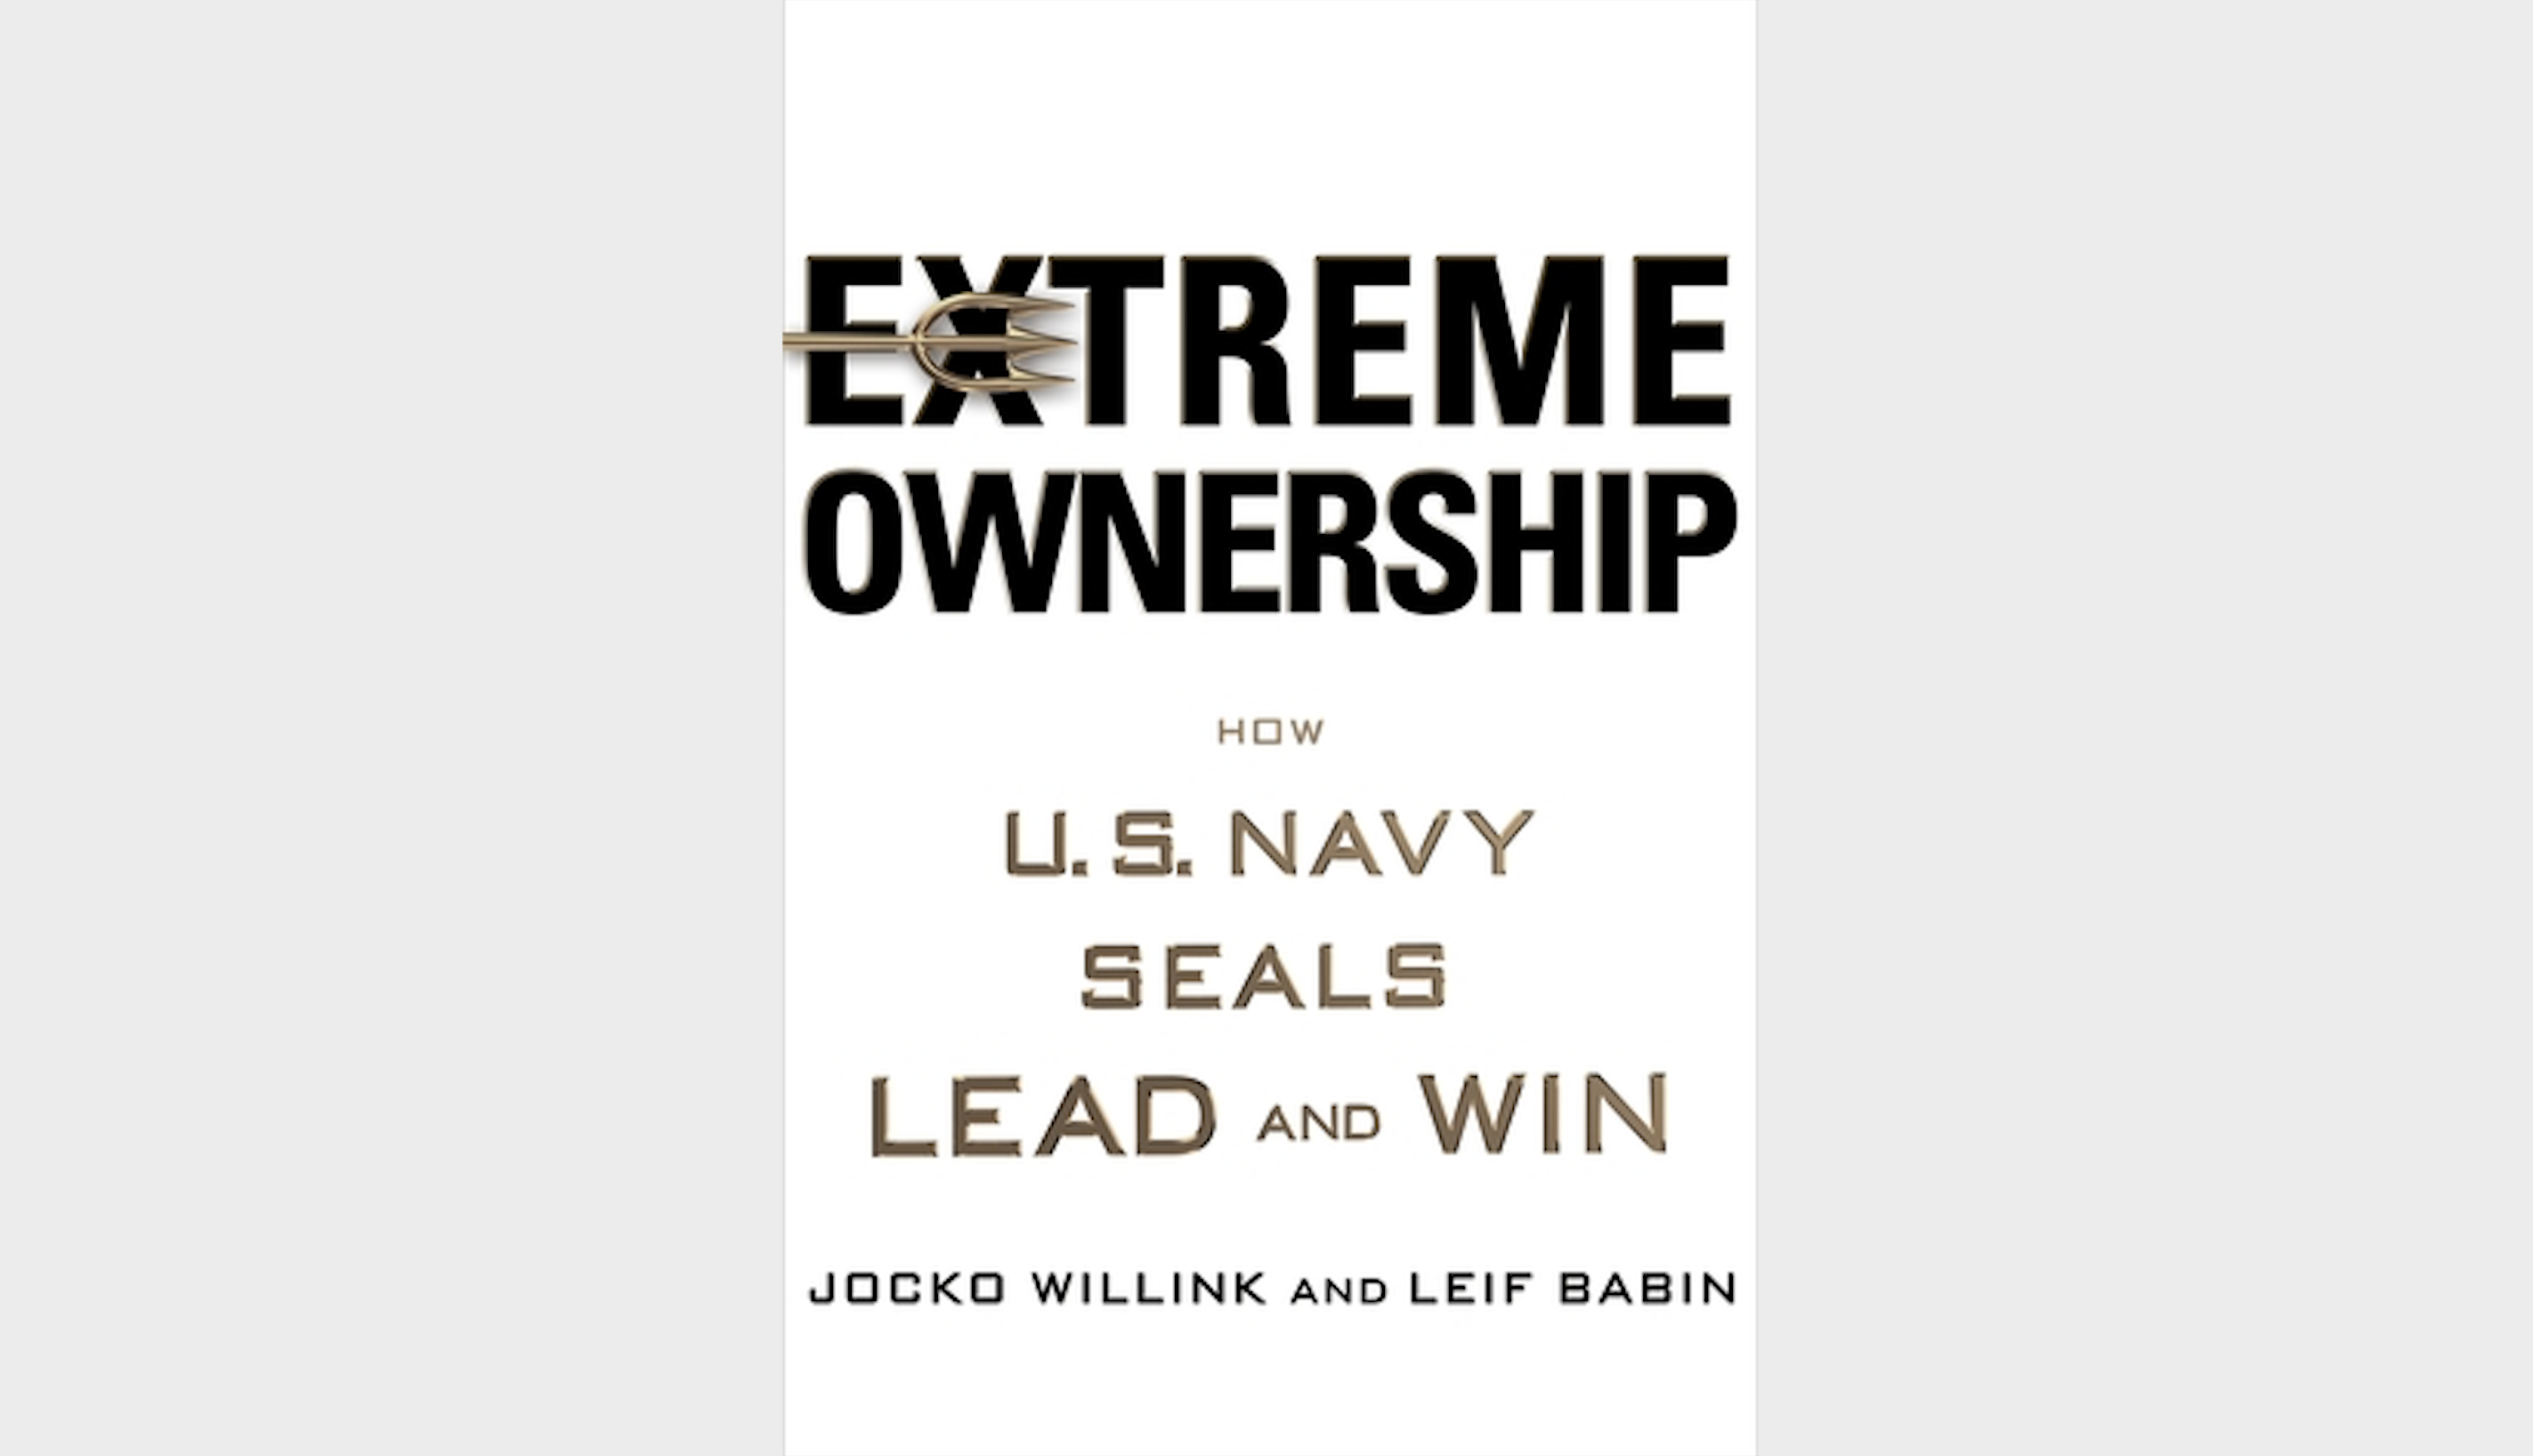 EXTREME
OWNERSHIP
HOW
U.S. NAVY
SEALS
LEAD AND WIN
JOCKO WILLINK AND LEIF BABIN